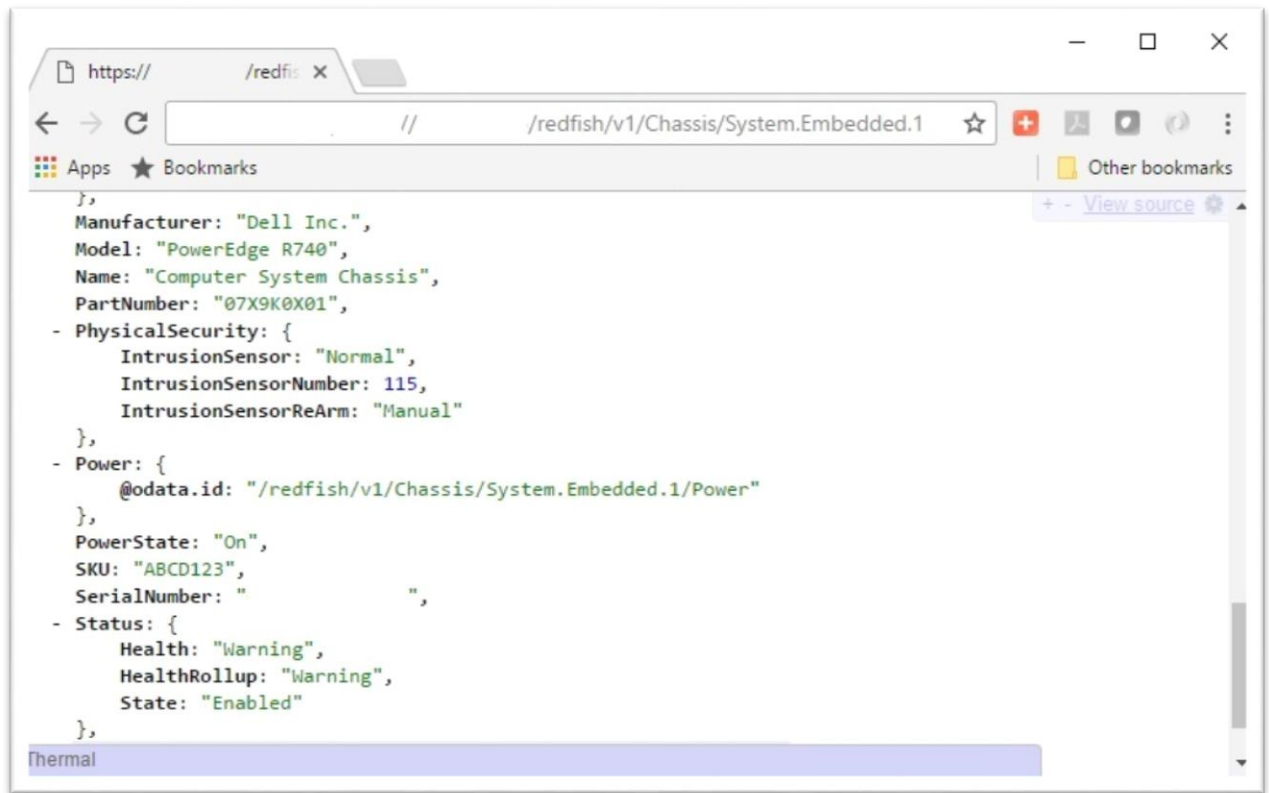 https:// /redfis
// /redfish/v1/Chassis/System.Embedded.1
Apps Bookmarks Other bookmarks
},
+ - View source
Manufacturer: "Dell Inc.",
Model: "PowerEdge R740",
Name: "Computer System Chassis",
PartNumber: "07X9K0X01",
- PhysicalSecurity: {
IntrusionSensor: "Normal",
IntrusionSensorNumber: 115,
IntrusionSensorReArm: "Manual"
},
- Power: {
@odata.id: "/redfish/v1/Chassis/System.Embedded.1/Power"
},
PowerState: "On",
SKU: "ABCD123",
SerialNumber: " ",
- Status: {
Health: "Warning",
HealthRollup: "Warning",
State: "Enabled"
},
Thermal